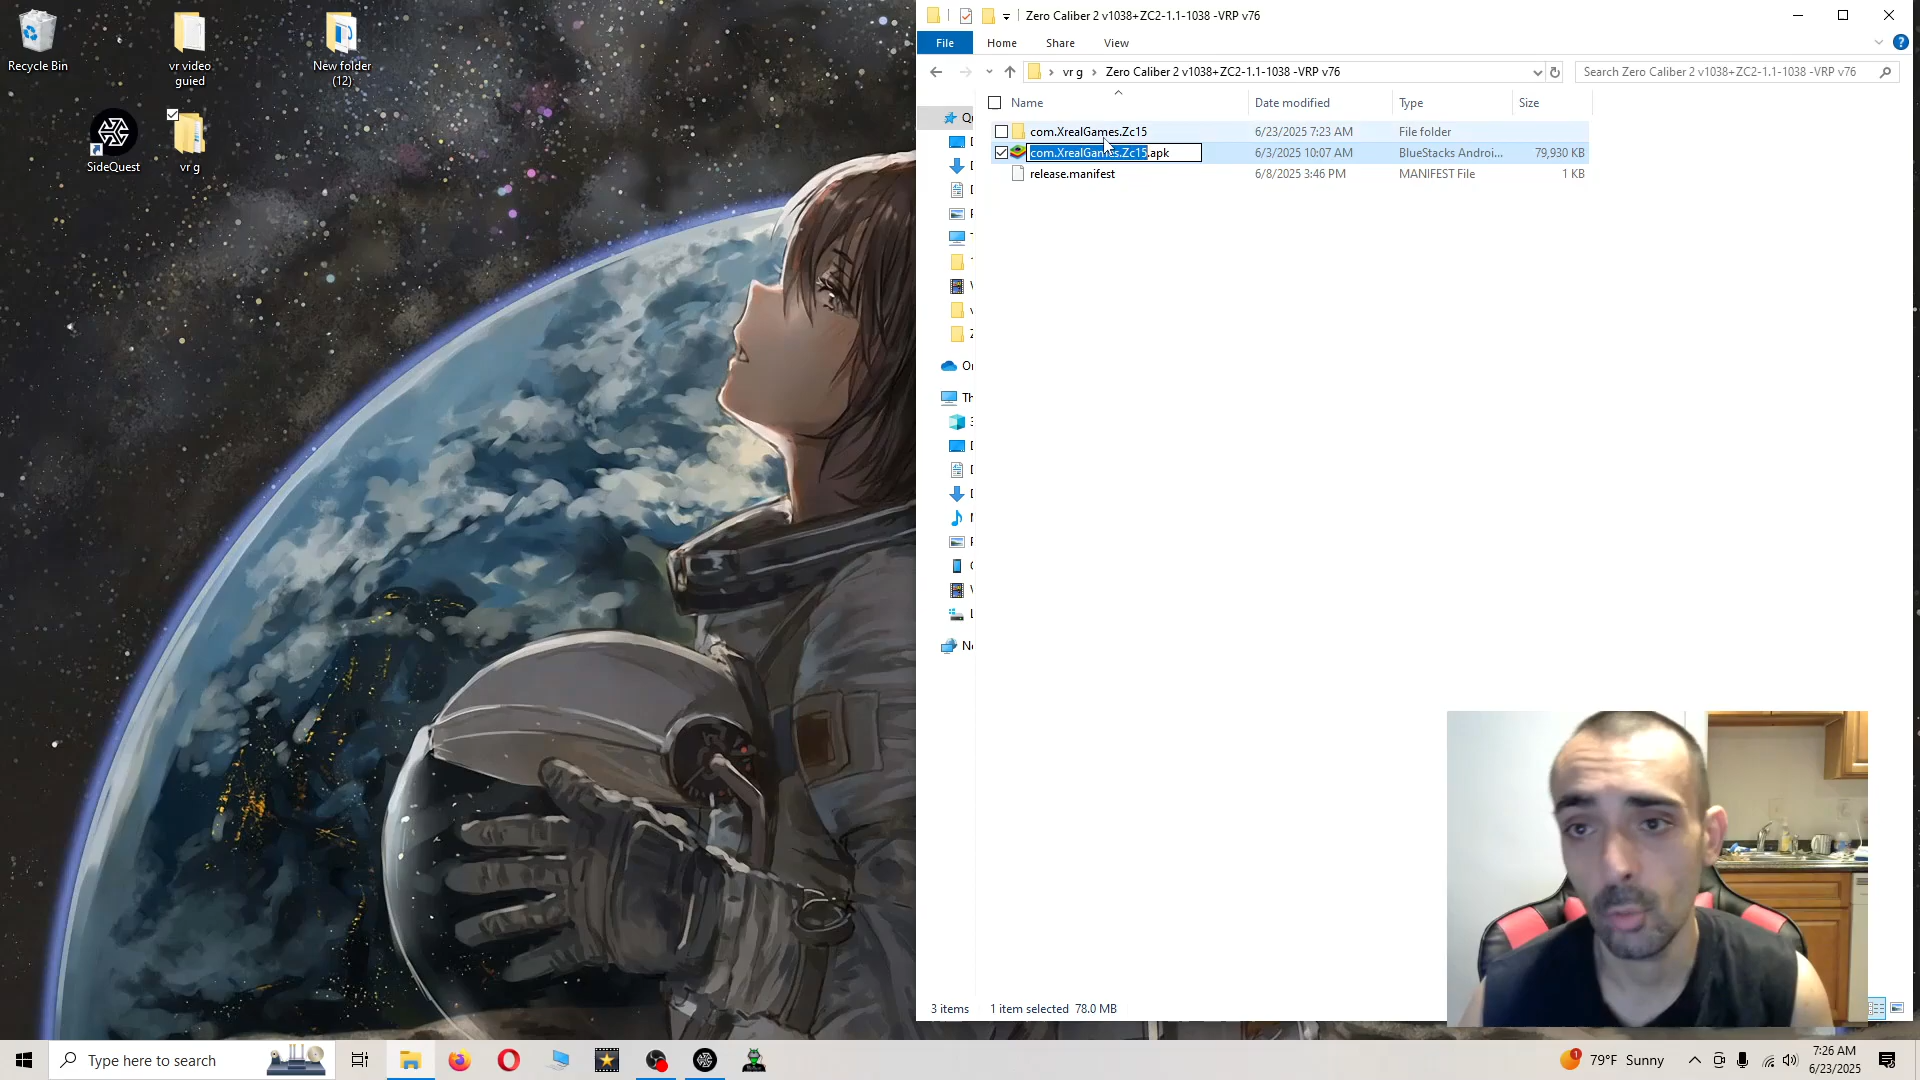 Recycle Bin
vr video
guied
New folder
(12)
SideQuest
vr g
Zero Caliber 2 v1038+ZC2-1.1-1038 -VRP v76
File
Home
Share
View
vr g
Zero Caliber 2 v1038+ZC2-1.1-1038 -VRP v76
Search Zero Caliber 2 v1038+ZC2-1.1-1038 -VRP v76
Name
Date modified
Type
Size
com.XrealGames.Zc15
6/23/2025 7:23 AM
File folder
com.XrealGames.Zc15.apk
6/3/2025 10:07 AM
BlueStacks Androi...
79,930 KB
release.manifest
6/8/2025 3:46 PM
MANIFEST File
1 KB
3 items
1 item selected 78.0 MB
Type here to search
79°F Sunny
7:26 AM
6/23/2025